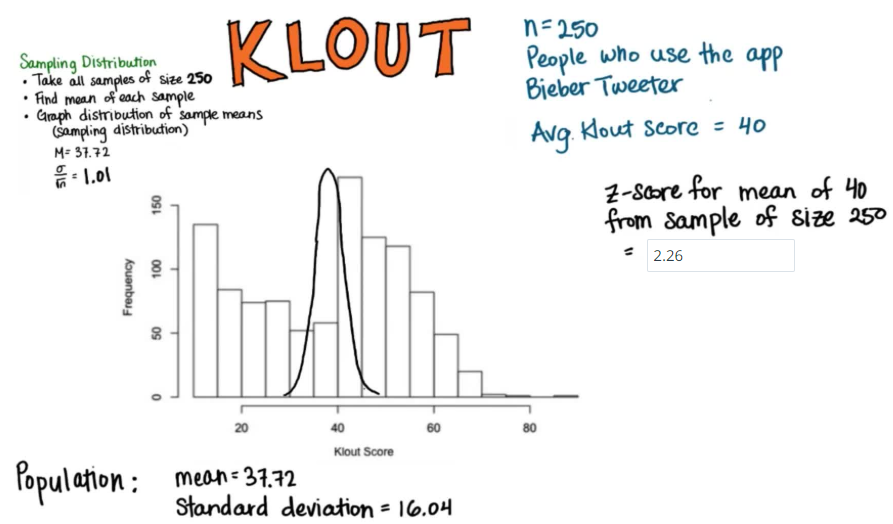 KLOUT
Sampling Distribution
• Take all samples of size 250
• Find mean of each sample
• Graph distribution of sample means
(sampling distribution)
M = 37.72
σ/√n = 1.01
n = 250
People who use the app
Bieber Tweeter
Avg. Klout score = 40
z-score for mean of 40
from sample of size 250
= 2.26
Frequency
150
100
50
0
20 40 60 80
Klout Score
Population: mean = 37.72
Standard deviation = 16.04